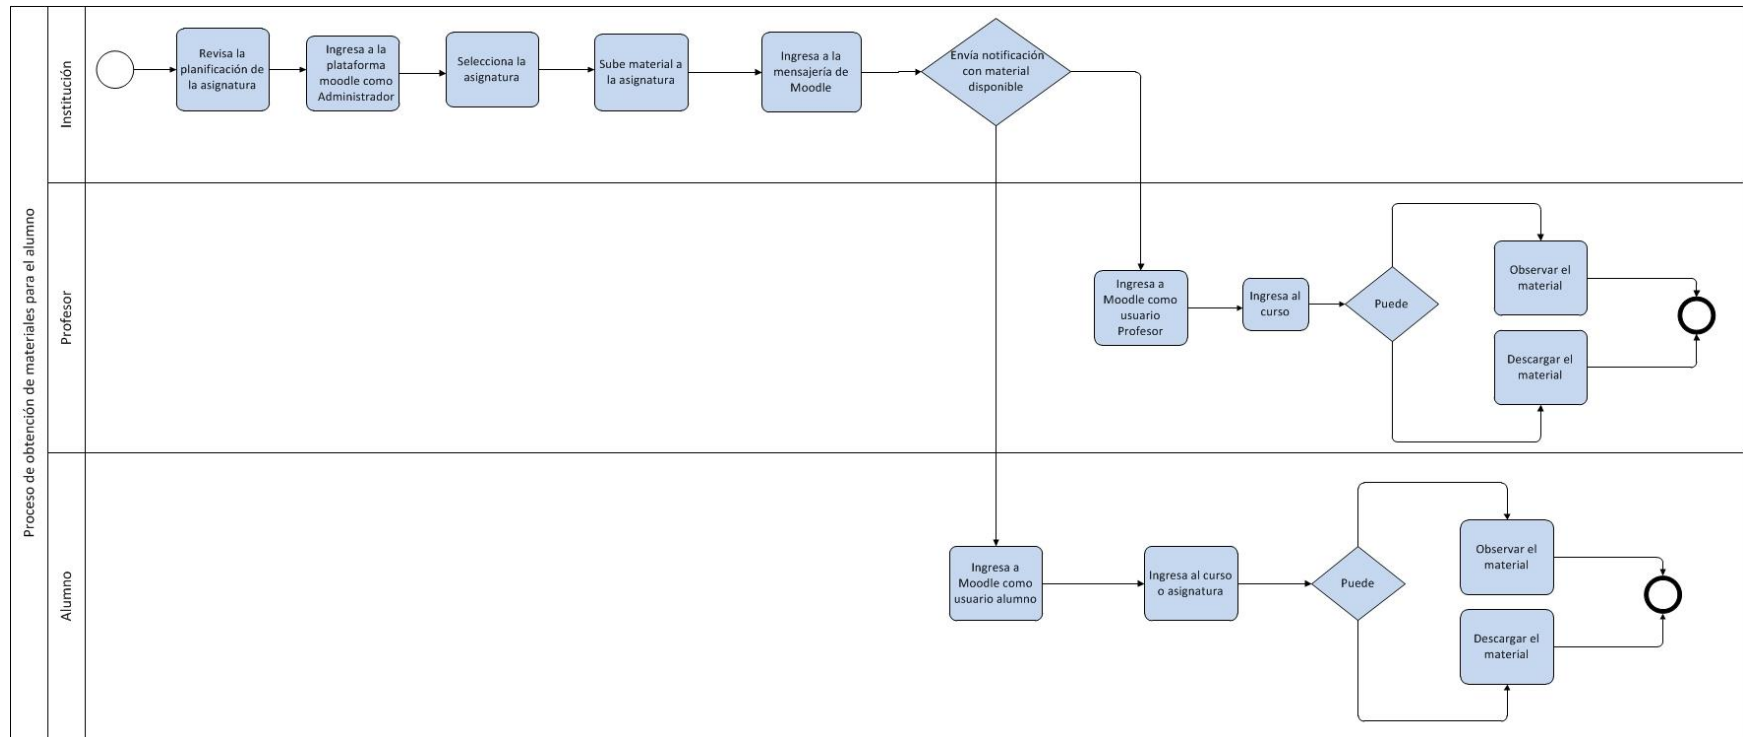 Proceso de obtención de materiales para el alumno
Institución
Revisa la
planificación de
la asignatura
Ingresa a la
plataforma
moodle como
Administrador
Selecciona la
asignatura
Sube material a
la asignatura
Ingresa a la
mensajería de
Moodle
Envía notificación
con material
disponible
Profesor
Ingresa a
Moodle como
usuario
Profesor
Ingresa al
curso
Puede
Observar el
material
Descargar el
material
Alumno
Ingresa a
Moodle como
usuario alumno
Ingresa al curso
o asignatura
Puede
Observar el
material
Descargar el
material